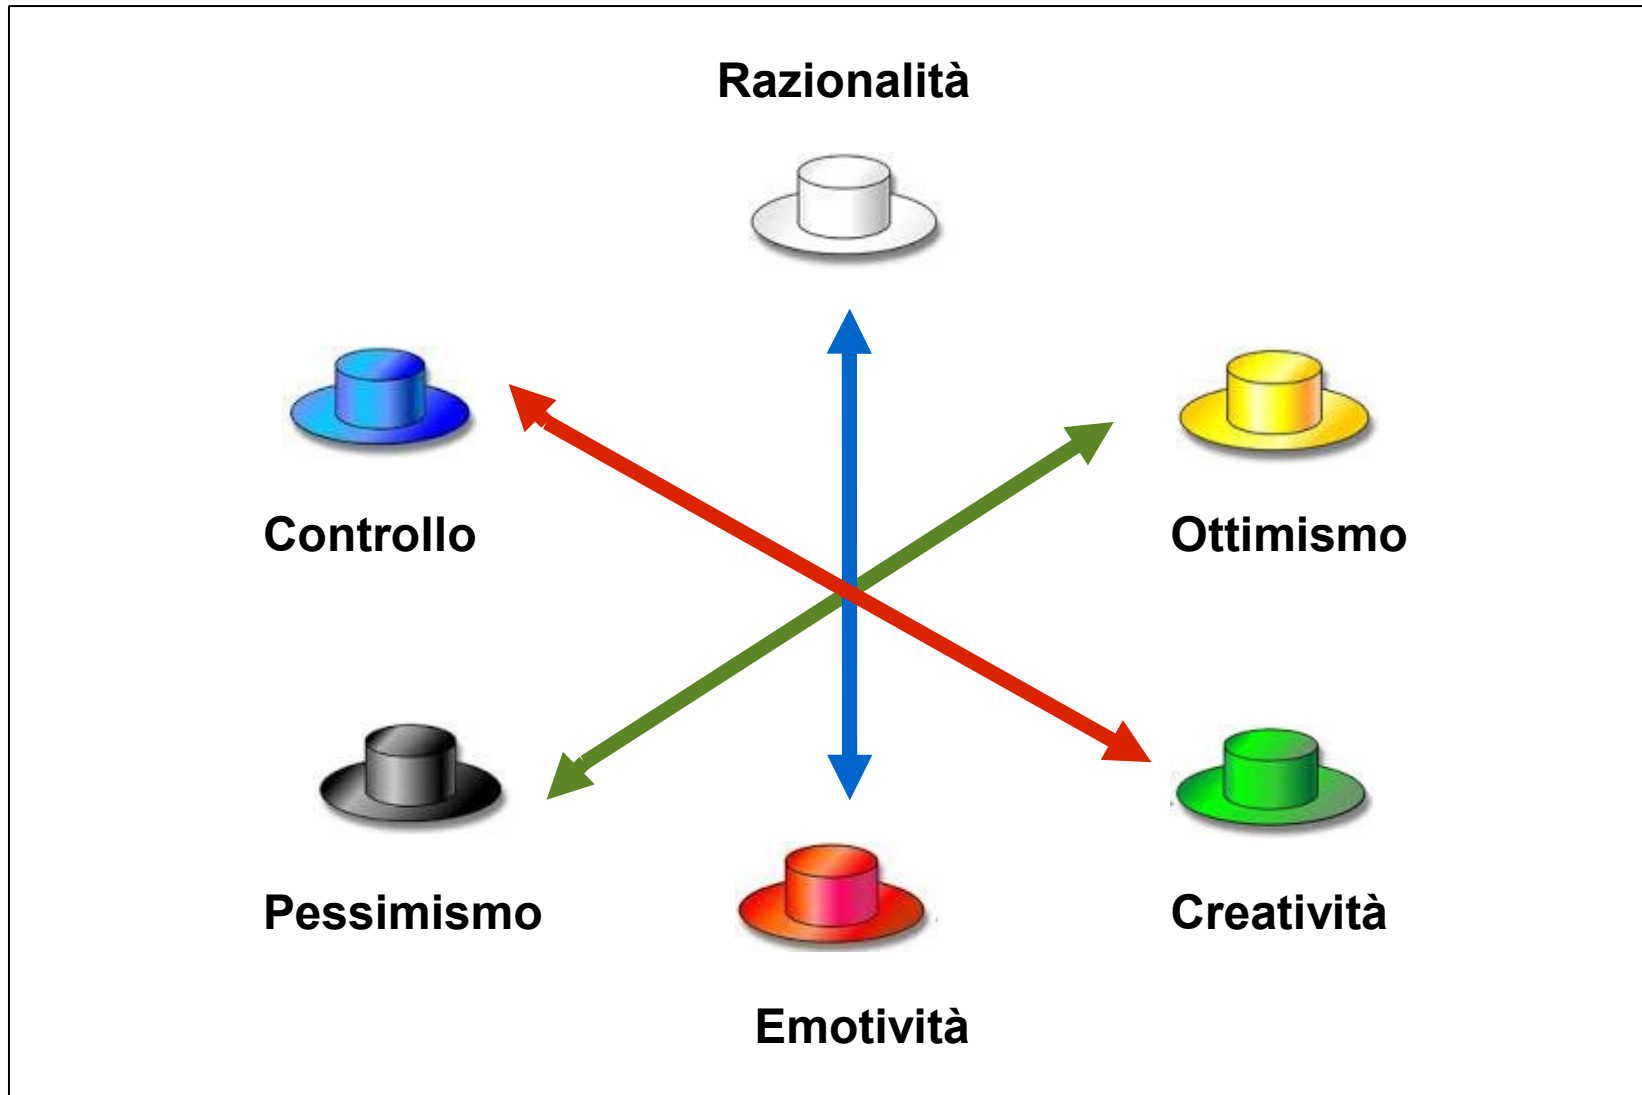 Razionalità
Controllo
Ottimismo
Pessimismo
Creatività
Emotività